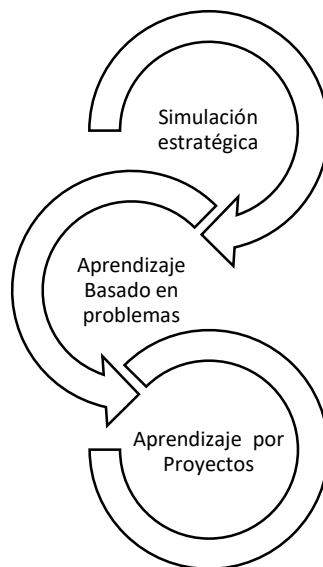 Simulación
estratégica
Aprendizaje
Basado en
problemas
Aprendizaje por
Proyectos